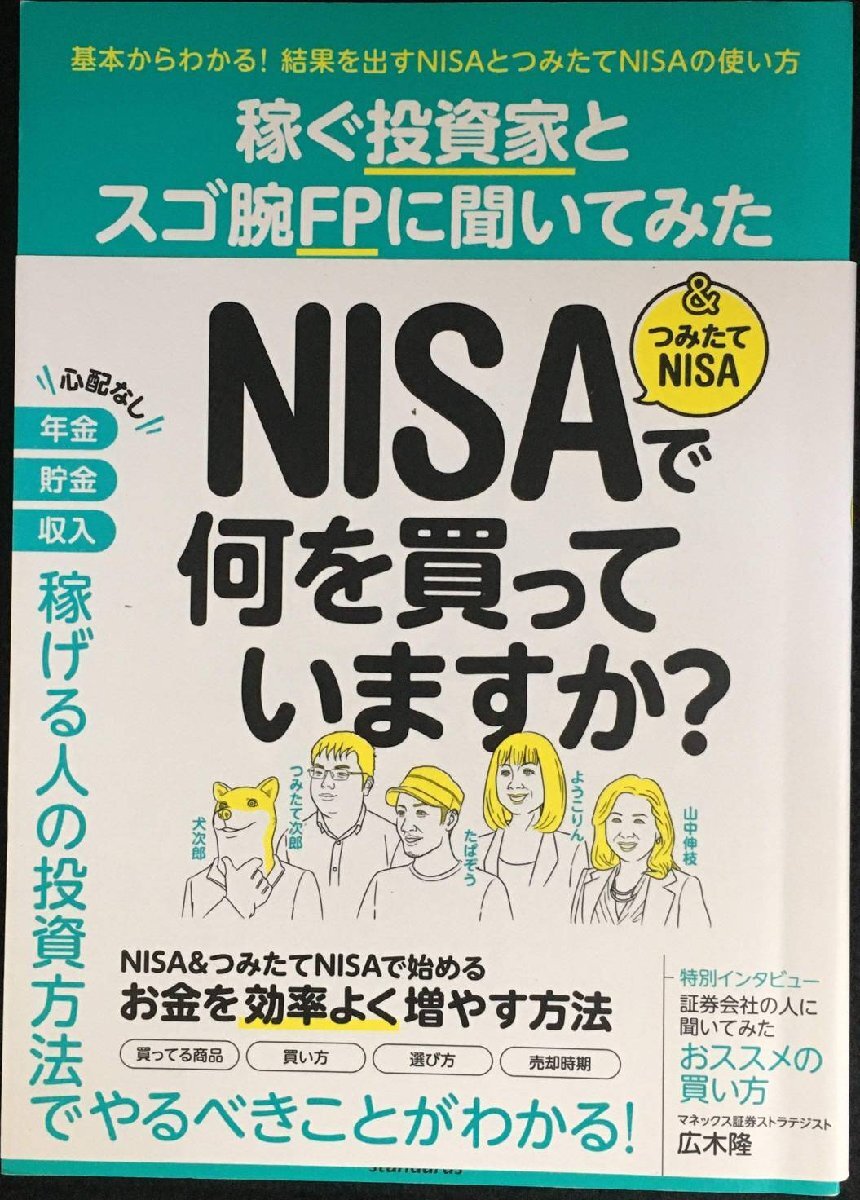 基本からわかる! 結果を出すNISAとつみたてNISAの使い方
稼ぐ投資家と
スゴ腕FPに聞いてみた
&
つみたて
NISA
NISAで
何を買って
いますか?
心配なし
年金
貯金
収入
稼げる人の投資方法で
やるべきことがわかる!
犬次郎
つみたて次郎
たぱぞう
ようこりん
山中伸枝
NISA&つみたてNISAで始める
お金を効率よく増やす方法
買ってる商品
買い方
選び方
売却時期
特別インタビュー
証券会社の人に
聞いてみた
おススメの
買い方
マネックス証券ストラテジスト
広木隆
standards